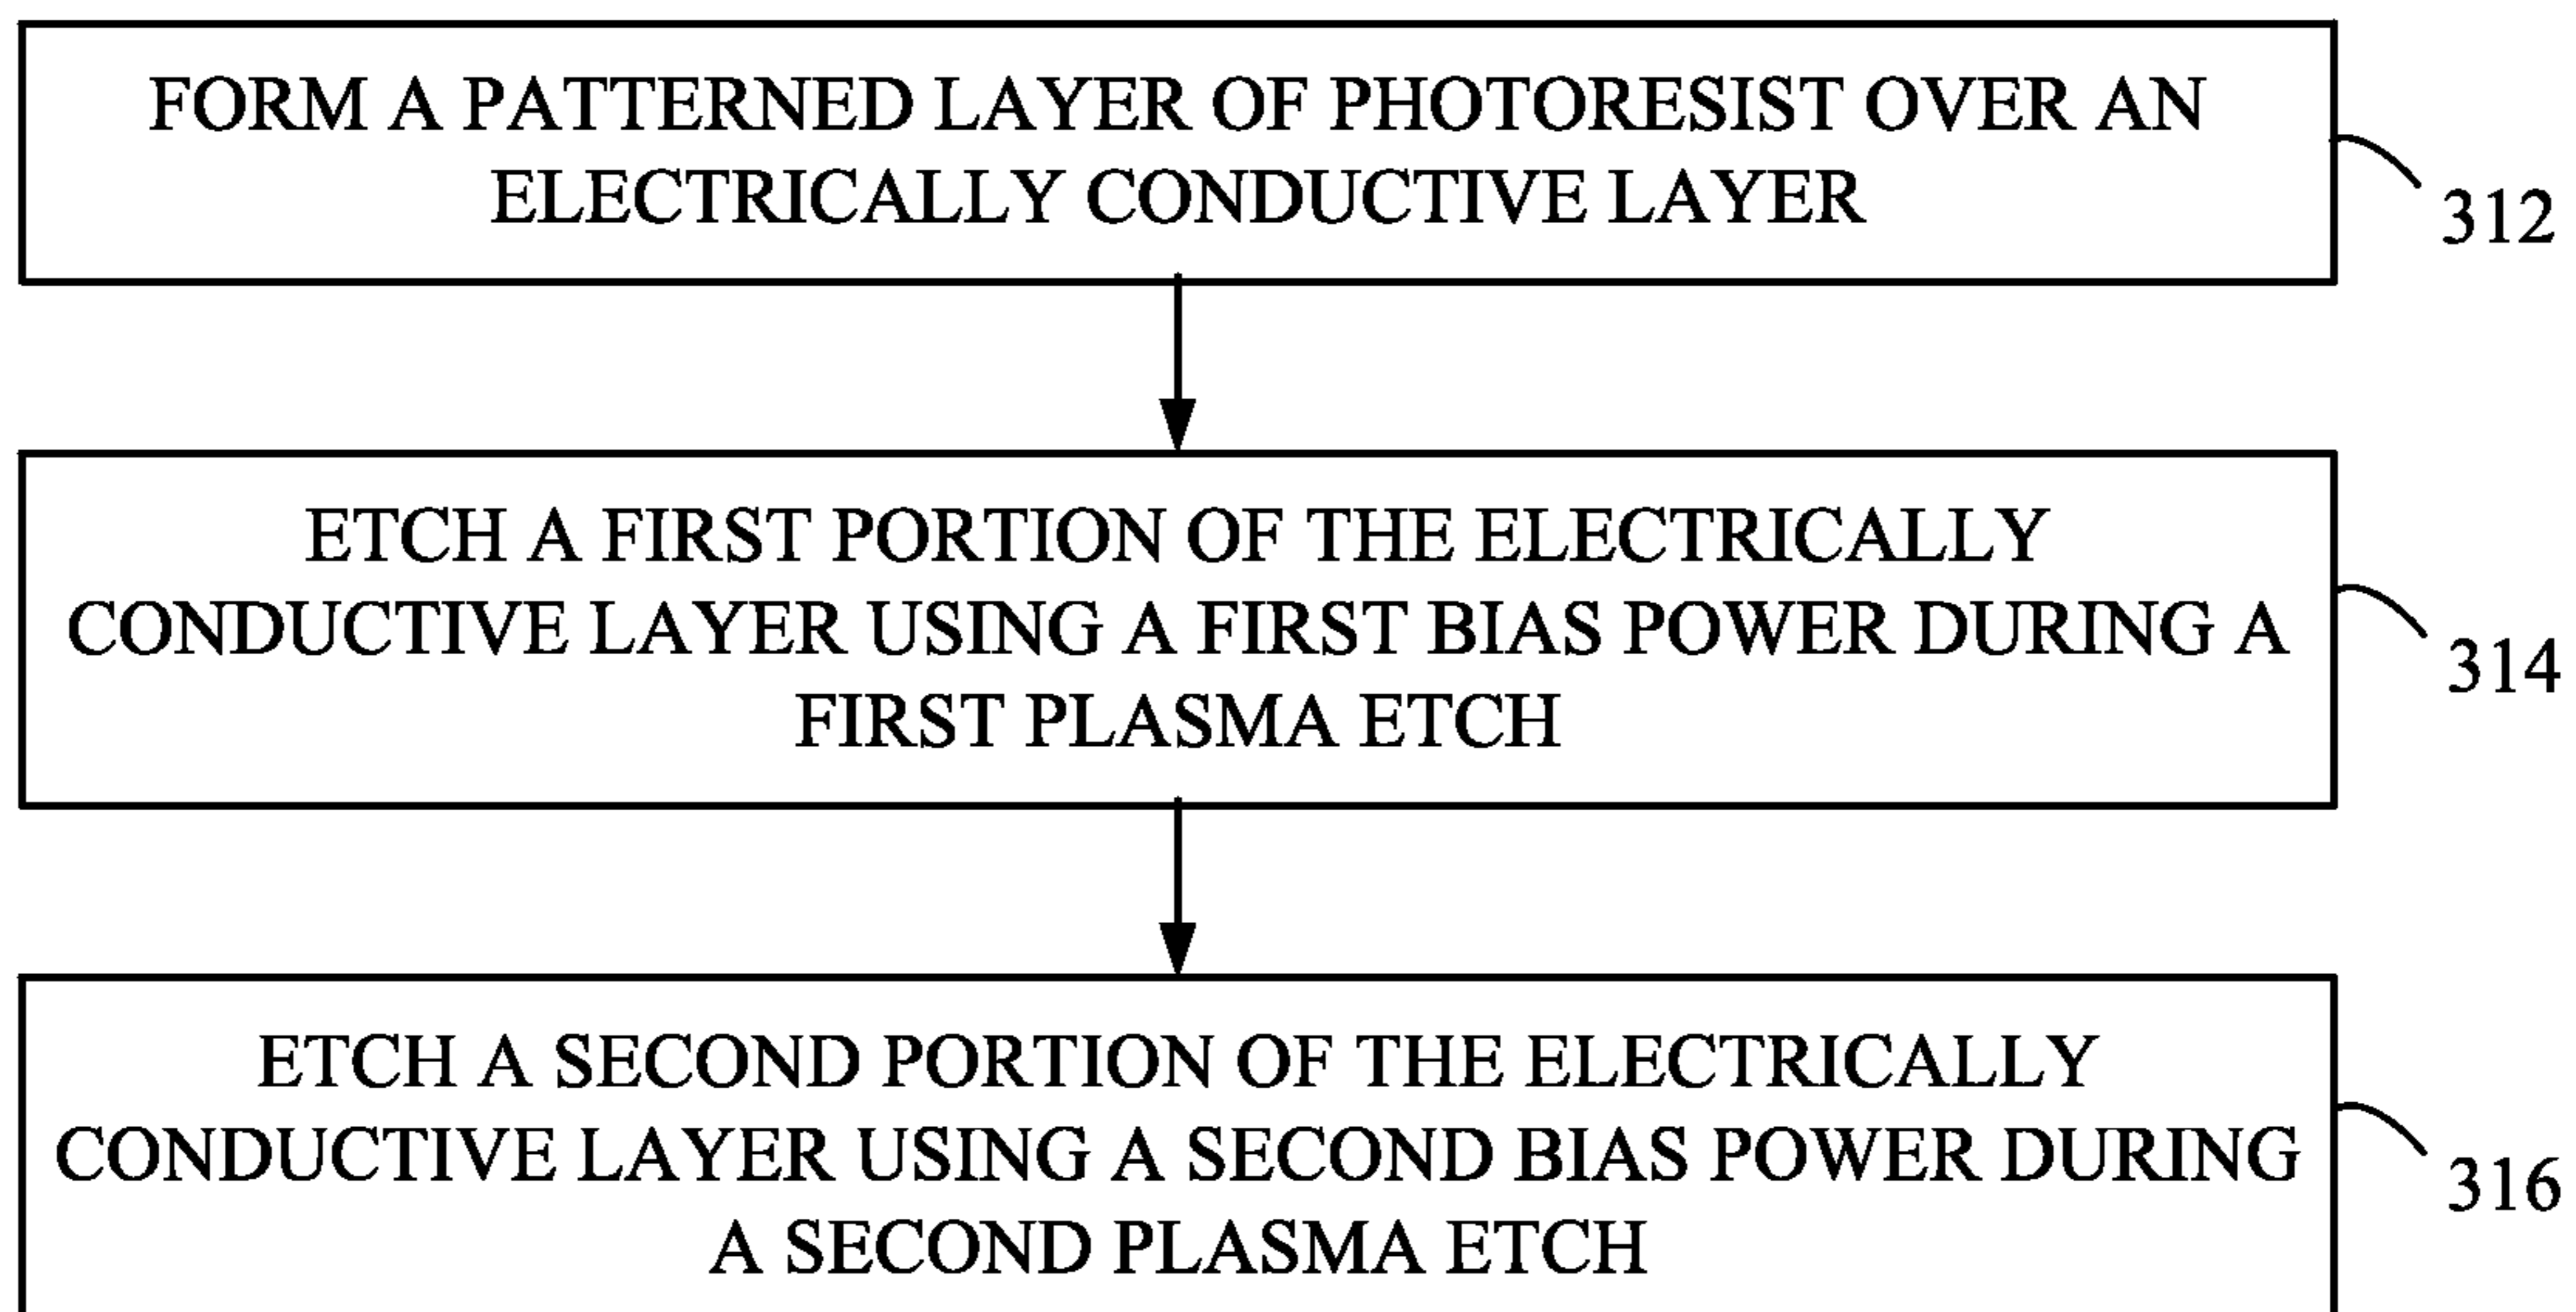 FORM A PATTERNED LAYER OF PHOTORESIST OVER AN
ELECTRICALLY CONDUCTIVE LAYER
312
ETCH A FIRST PORTION OF THE ELECTRICALLY
CONDUCTIVE LAYER USING A FIRST BIAS POWER DURING A
FIRST PLASMA ETCH
314
ETCH A SECOND PORTION OF THE ELECTRICALLY
CONDUCTIVE LAYER USING A SECOND BIAS POWER DURING
A SECOND PLASMA ETCH
316